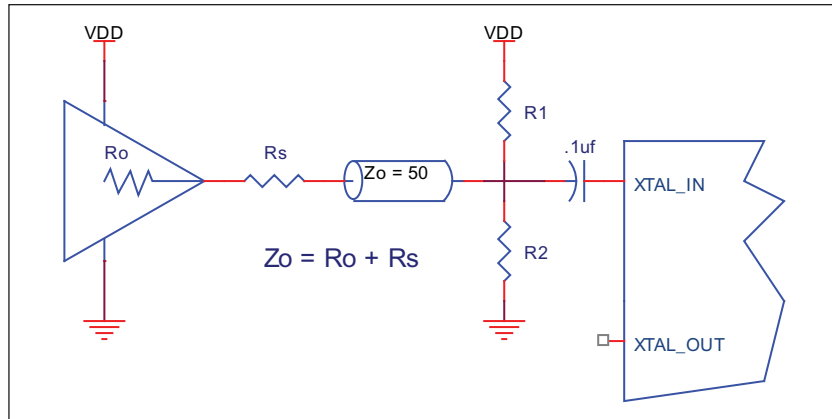 VDD
VDD
R1
Ro
Rs
.1uf
Zo = 50
XTAL_IN
R2
Zo = Ro + Rs
XTAL_OUT